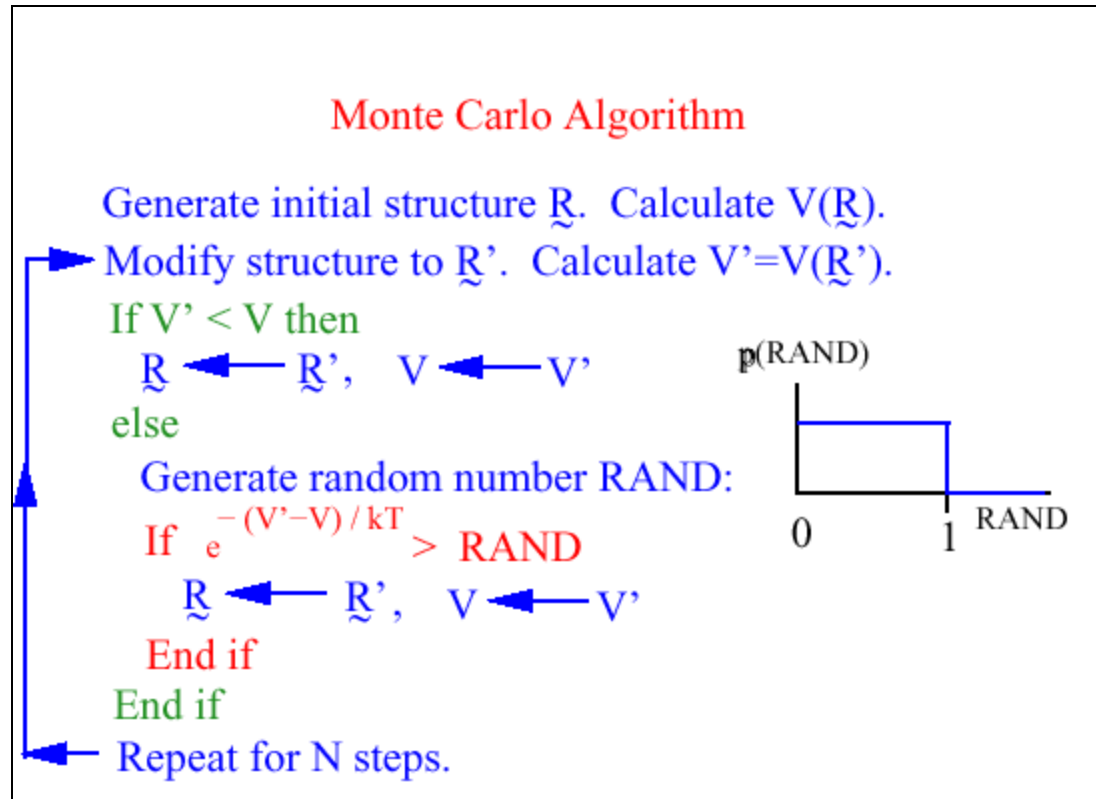 Monte Carlo Algorithm
Generate initial structure R̰. Calculate V(R̰).
Modify structure to R̰’. Calculate V’=V(R̰’).
If V’ < V then
R̰ ← R̰’, V ← V’
else
Generate random number RAND:
If e^–(V’–V) / kT > RAND
R̰ ← R̰’, V ← V’
End if
End if
Repeat for N steps.
p(RAND)
0 1 RAND